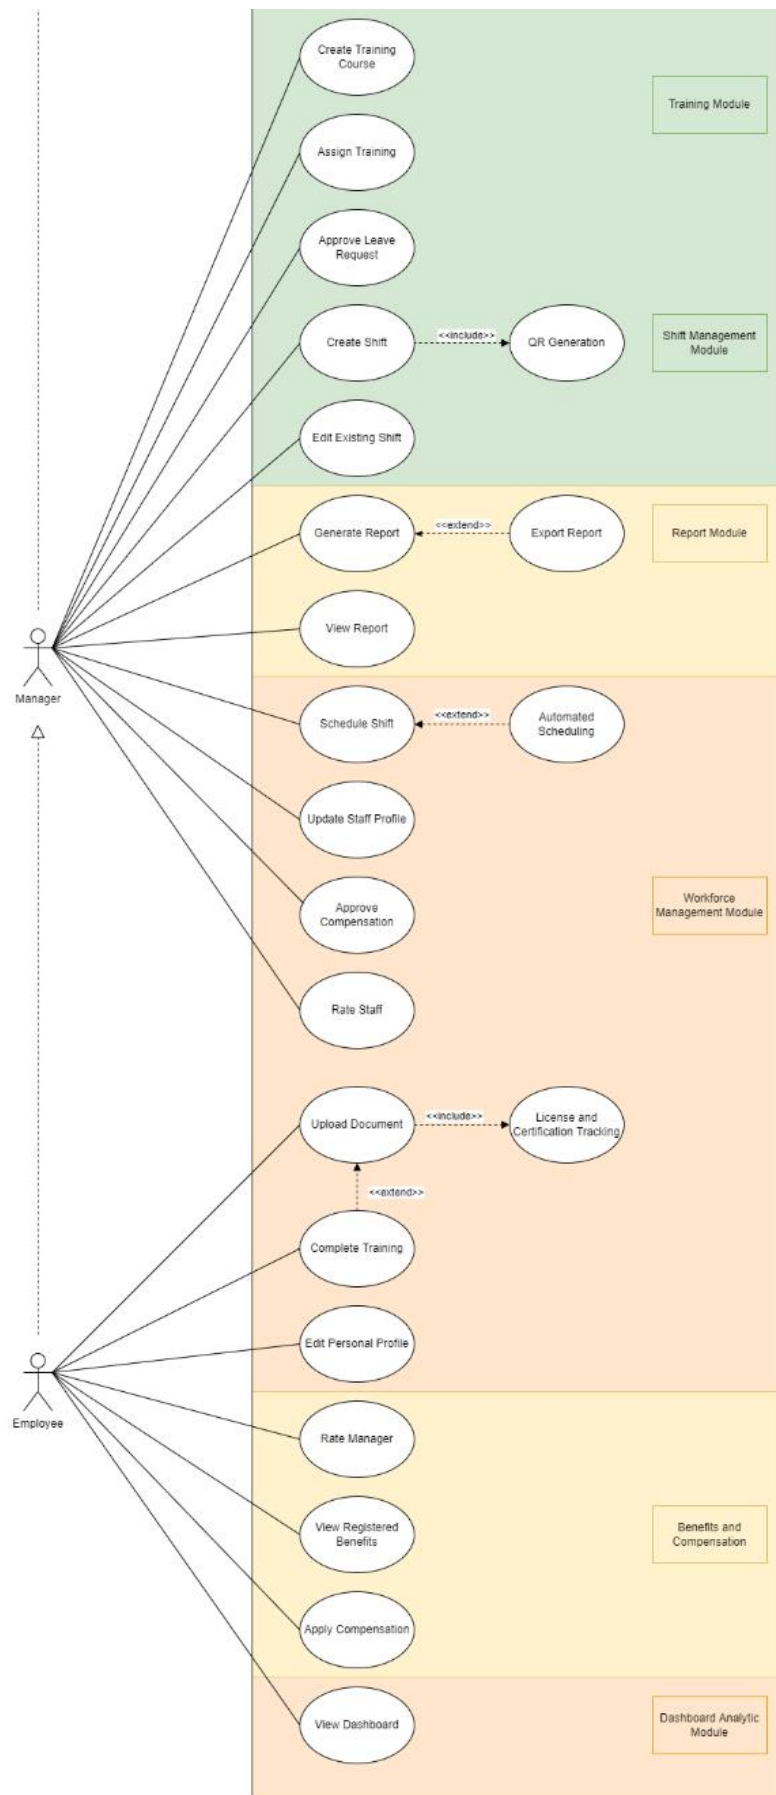 Create Training
Course
Training Module
Assign Training
Approve Leave
Request
Create Shift
<<include>>
QR Generation
Shift Management
Module
Edit Existing Shift
Generate Report
<<extend>>
Export Report
Report Module
View Report
Manager
Schedule Shift
<<extend>>
Automated
Scheduling
Update Staff Profile
Approve
Compensation
Workforce
Management Module
Rate Staff
Upload Document
<<include>>
License and
Certification Tracking
<<extend>>
Complete Training
Edit Personal Profile
Employee
Rate Manager
View Registered
Benefits
Benefits and
Compensation
Apply Compensation
View Dashboard
Dashboard Analytic
Module